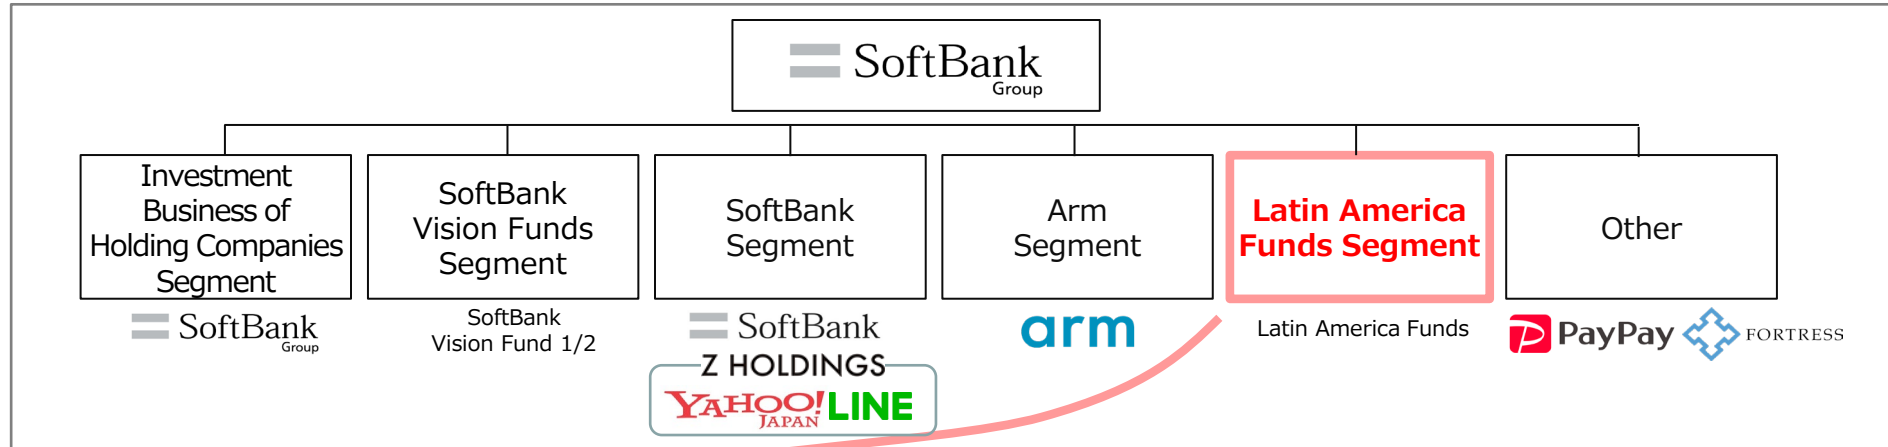 SoftBank
Group
Investment
Business of
Holding Companies
Segment
SoftBank
Vision Funds
Segment
SoftBank
Segment
Arm
Segment
Latin America
Funds Segment
Other
SoftBank
Group
SoftBank
Vision Fund 1/2
SoftBank
Z HOLDINGS
YAHOO!
JAPAN
LINE
arm
Latin America Funds
PayPay
FORTRESS